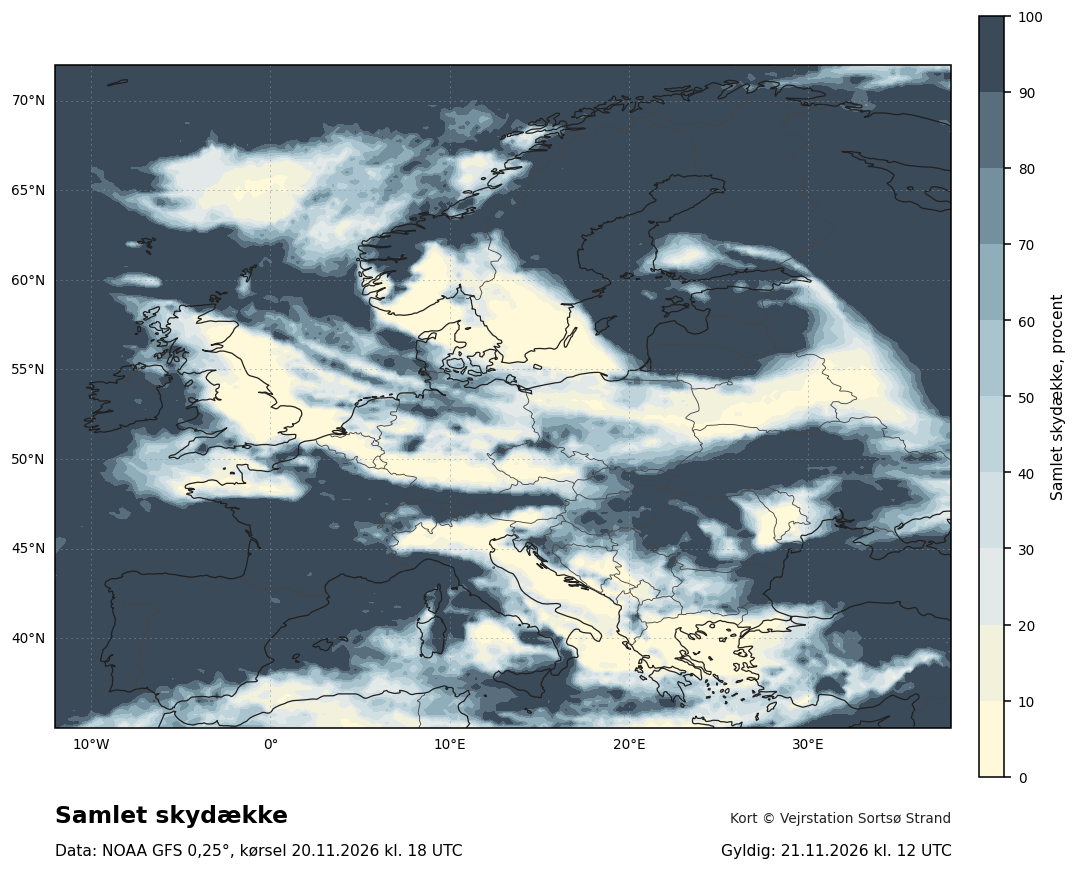 100
90
80
70
60
50
40
30
20
10
0
Samlet skydække, procent
70°N
65°N
60°N
55°N
50°N
45°N
40°N
10°W
0°
10°E
20°E
30°E
Samlet skydække
Kort © Vejrstation Sortsø Strand
Data: NOAA GFS 0,25°, kørsel 20.11.2026 kl. 18 UTC
Gyldig: 21.11.2026 kl. 12 UTC